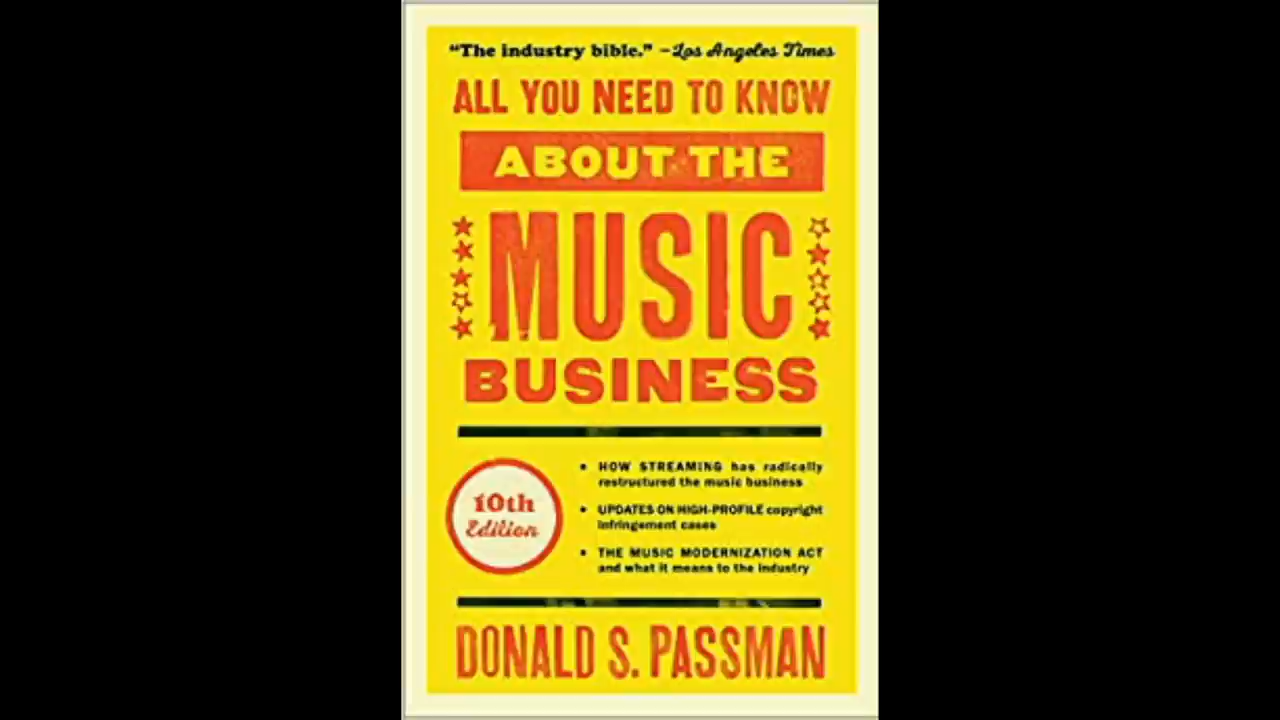 “The industry bible.” –Los Angeles Times
ALL YOU NEED TO KNOW
ABOUT THE
MUSIC
BUSINESS
10th
Edition
• HOW STREAMING has radically
restructured the music business
• UPDATES ON HIGH-PROFILE copyright
infringement cases
• THE MUSIC MODERNIZATION ACT
and what it means to the industry
DONALD S. PASSMAN